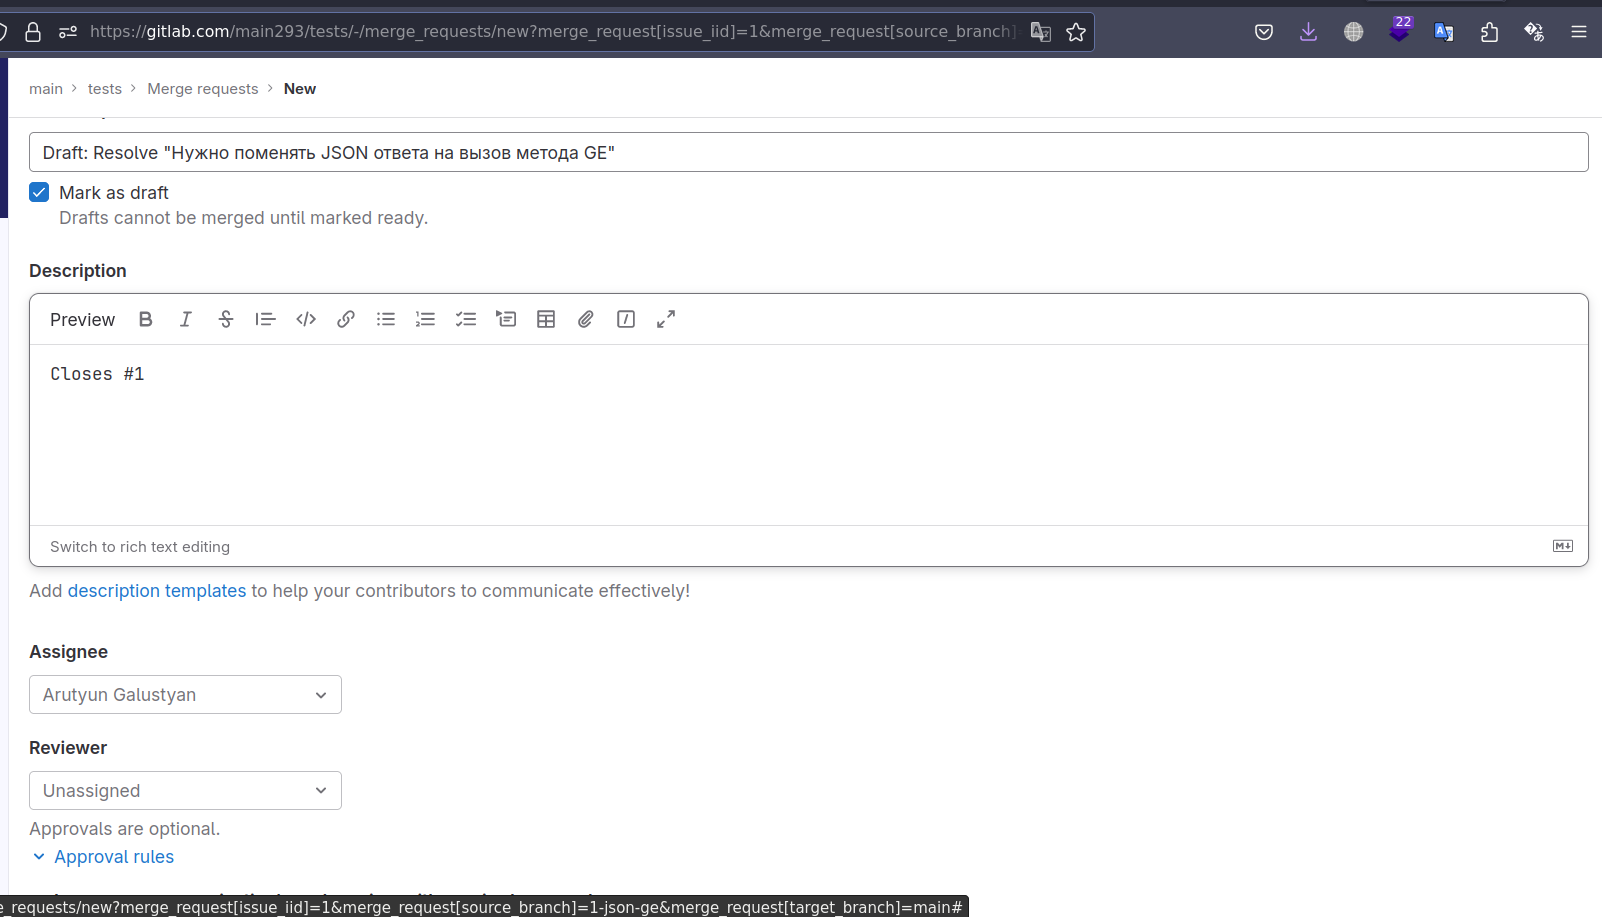 https://gitlab.com/main293/tests/-/merge_requests/new?merge_request[issue_iid]=1&merge_request[source_branch]
22
main > tests > Merge requests > New
Draft: Resolve "Нужно поменять JSON ответа на вызов метода GE"
Mark as draft
Drafts cannot be merged until marked ready.
Description
Preview
Closes #1
Switch to rich text editing
Add description templates to help your contributors to communicate effectively!
Assignee
Arutyun Galustyan
Reviewer
Unassigned
Approvals are optional.
Approval rules
e_requests/new?merge_request[issue_iid]=1&merge_request[source_branch]=1-json-ge&merge_request[target_branch]=main#